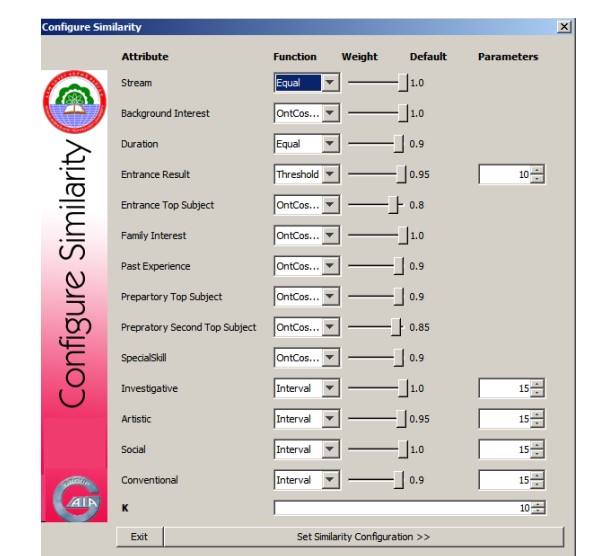 Configure Similarity
Attribute Function Weight Default Parameters
Stream Equal 1.0
Background Interest OntCos... 1.0
Duration Equal 0.9
Entrance Result Threshold 0.95 10
Entrance Top Subject OntCos... 0.8
Family Interest OntCos... 1.0
Past Experience OntCos... 0.9
Prepartory Top Subject OntCos... 0.9
Prepratory Second Top Subject OntCos... 0.85
SpecialSkill OntCos... 0.9
Investigative Interval 1.0 15
Artistic Interval 0.95 15
Social Interval 1.0 15
Conventional Interval 0.9 15
K 10
Exit Set Similarity Configuration >>
Configure Similarity
GAIA